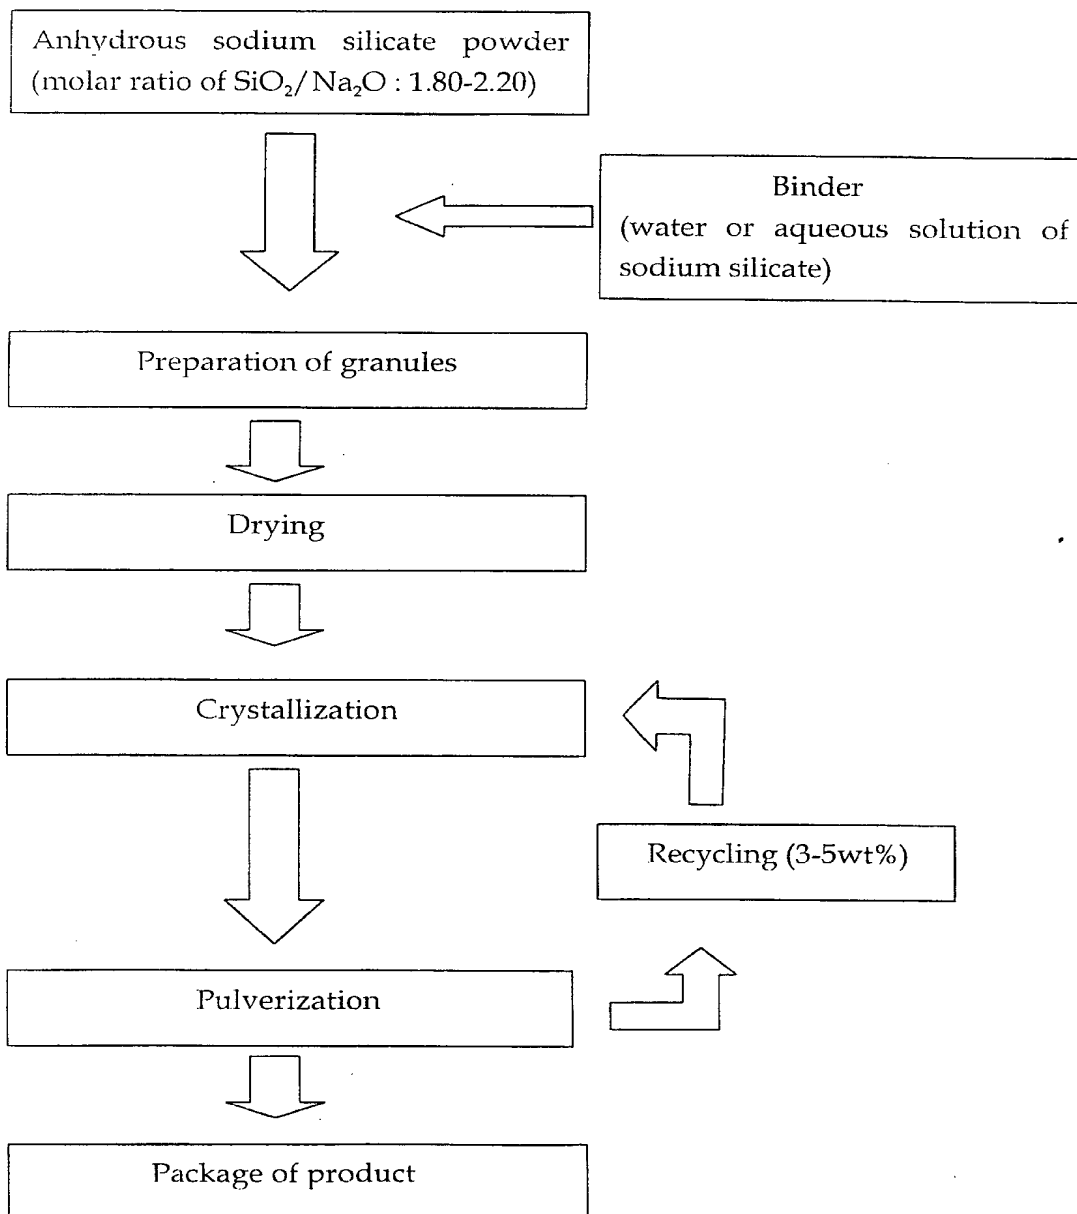 Anhydrous sodium silicate powder
(molar ratio of SiO₂/Na₂O : 1.80-2.20)
Binder
(water or aqueous solution of
sodium silicate)
Preparation of granules
Drying
Crystallization
Recycling (3-5wt%)
Pulverization
Package of product